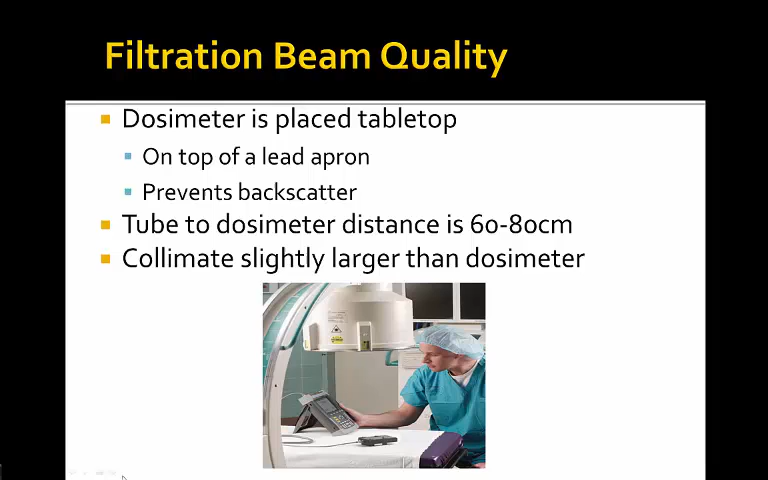 Filtration Beam Quality
Dosimeter is placed tabletop
On top of a lead apron
Prevents backscatter
Tube to dosimeter distance is 60-80cm
Collimate slightly larger than dosimeter